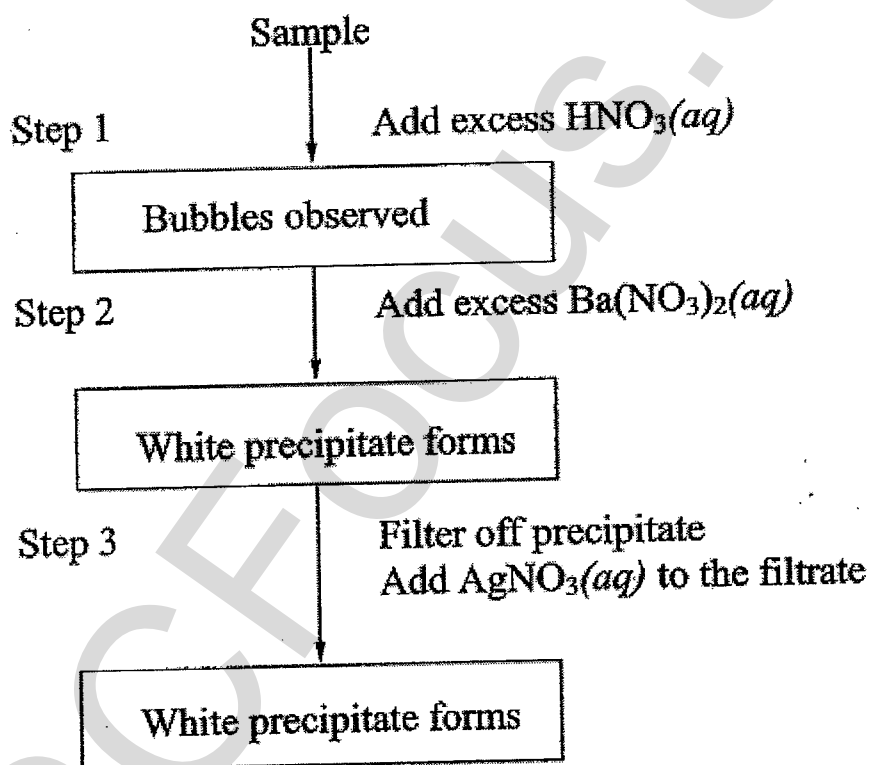 Sample
Step 1
Add excess HNO₃(aq)
Bubbles observed
Step 2
Add excess Ba(NO₃)₂(aq)
White precipitate forms
Step 3
Filter off precipitate
Add AgNO₃(aq) to the filtrate
White precipitate forms